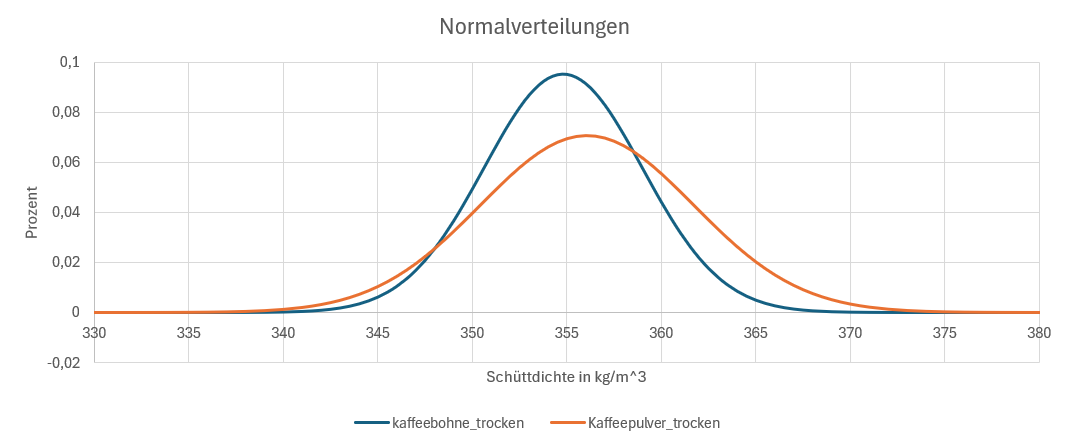 Normalverteilungen
0,1
0,08
0,06
0,04
0,02
0
-0,02
Prozent
330 335 340 345 350 355 360 365 370 375 380
Schüttdichte in kg/m^3
kaffeebohne_trocken Kaffeepulver_trocken